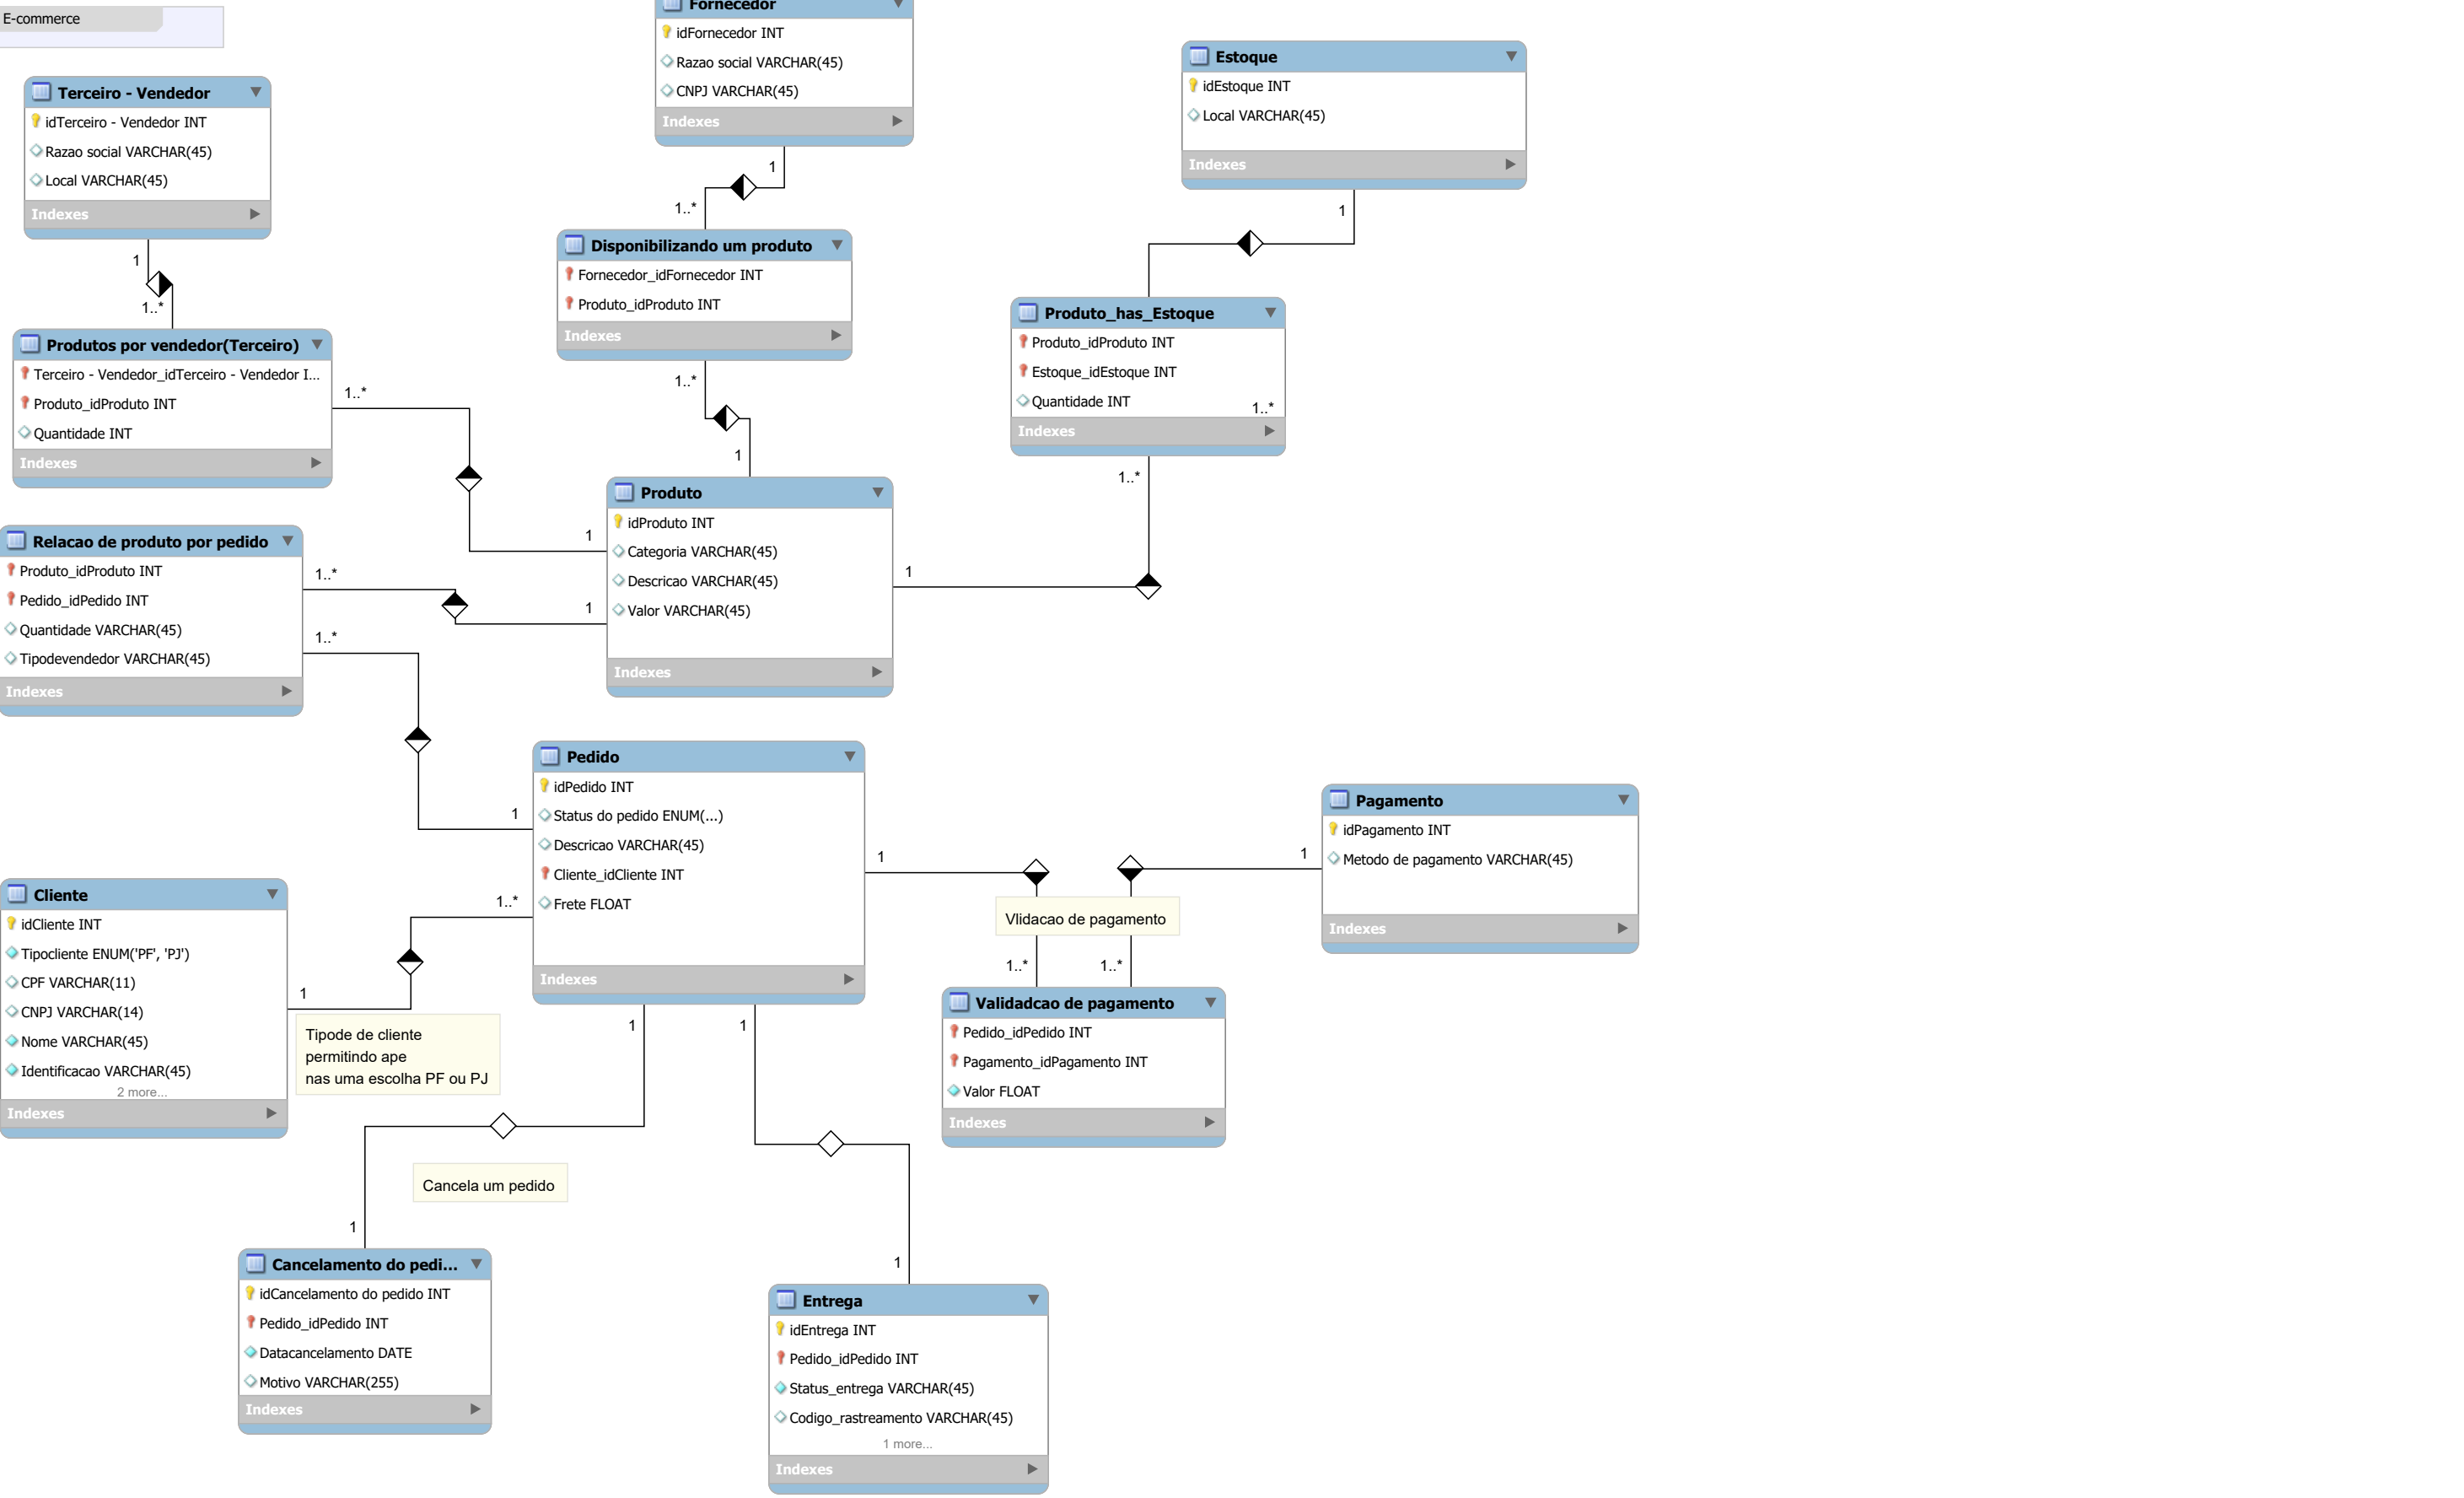 E-commerce
Fornecedor
idFornecedor INT
Razao social VARCHAR(45)
CNPJ VARCHAR(45)
Indexes
Estoque
idEstoque INT
Local VARCHAR(45)
Indexes
Terceiro - Vendedor
idTerceiro - Vendedor INT
Razao social VARCHAR(45)
Local VARCHAR(45)
Indexes
1
1..*
1
1..*
1
Disponibilizando um produto
Fornecedor_idFornecedor INT
Produto_idProduto INT
Indexes
Produto_has_Estoque
Produto_idProduto INT
Estoque_idEstoque INT
Quantidade INT
1..*
Indexes
Produtos por vendedor(Terceiro)
Terceiro - Vendedor_idTerceiro - Vendedor I...
Produto_idProduto INT
Quantidade INT
Indexes
1..*
1..*
1
1..*
Produto
idProduto INT
Categoria VARCHAR(45)
Descricao VARCHAR(45)
Valor VARCHAR(45)
Indexes
1
1
1
Relacao de produto por pedido
Produto_idProduto INT
Pedido_idPedido INT
Quantidade VARCHAR(45)
Tipodevendedor VARCHAR(45)
Indexes
1..*
1..*
Pedido
idPedido INT
Status do pedido ENUM(...)
Descricao VARCHAR(45)
Cliente_idCliente INT
Frete FLOAT
Indexes
1
1..*
1
1
Pagamento
idPagamento INT
Metodo de pagamento VARCHAR(45)
Indexes
Vlidacao de pagamento
1..*
1..*
Cliente
idCliente INT
Tipocliente ENUM('PF', 'PJ')
CPF VARCHAR(11)
CNPJ VARCHAR(14)
Nome VARCHAR(45)
Identificacao VARCHAR(45)
2 more...
Indexes
1
Tipode de cliente
permitindo ape
nas uma escolha PF ou PJ
Validadcao de pagamento
Pedido_idPedido INT
Pagamento_idPagamento INT
Valor FLOAT
Indexes
1
1
Cancela um pedido
1
1
Cancelamento do pedi...
idCancelamento do pedido INT
Pedido_idPedido INT
Datacancelamento DATE
Motivo VARCHAR(255)
Indexes
Entrega
idEntrega INT
Pedido_idPedido INT
Status_entrega VARCHAR(45)
Codigo_rastreamento VARCHAR(45)
1 more...
Indexes